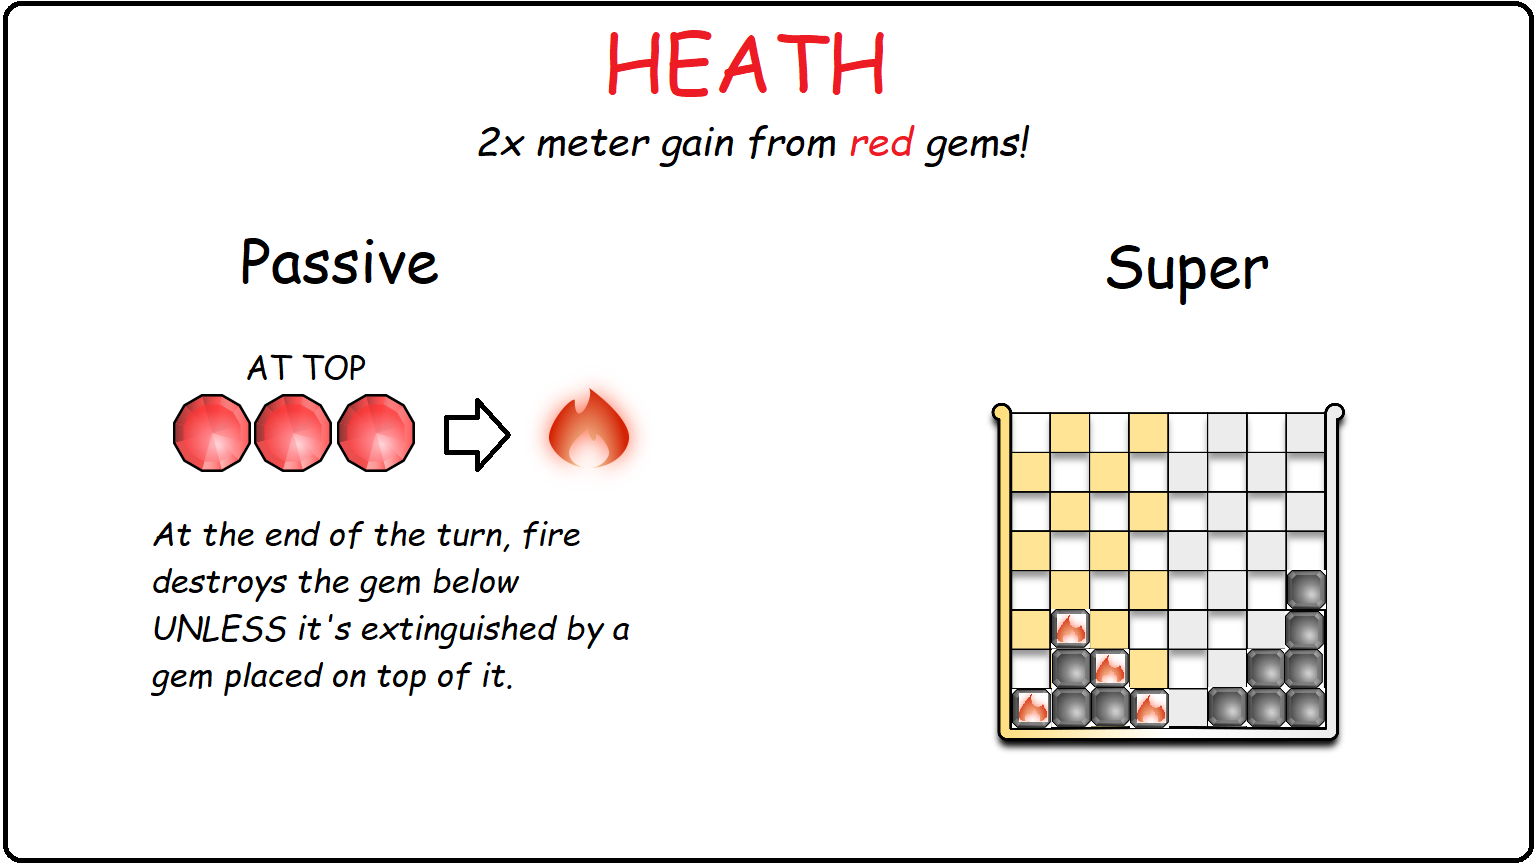 HEATH
2x meter gain from red gems!
Passive
Super
AT TOP
At the end of the turn, fire
destroys the gem below
UNLESS it's extinguished by a
gem placed on top of it.